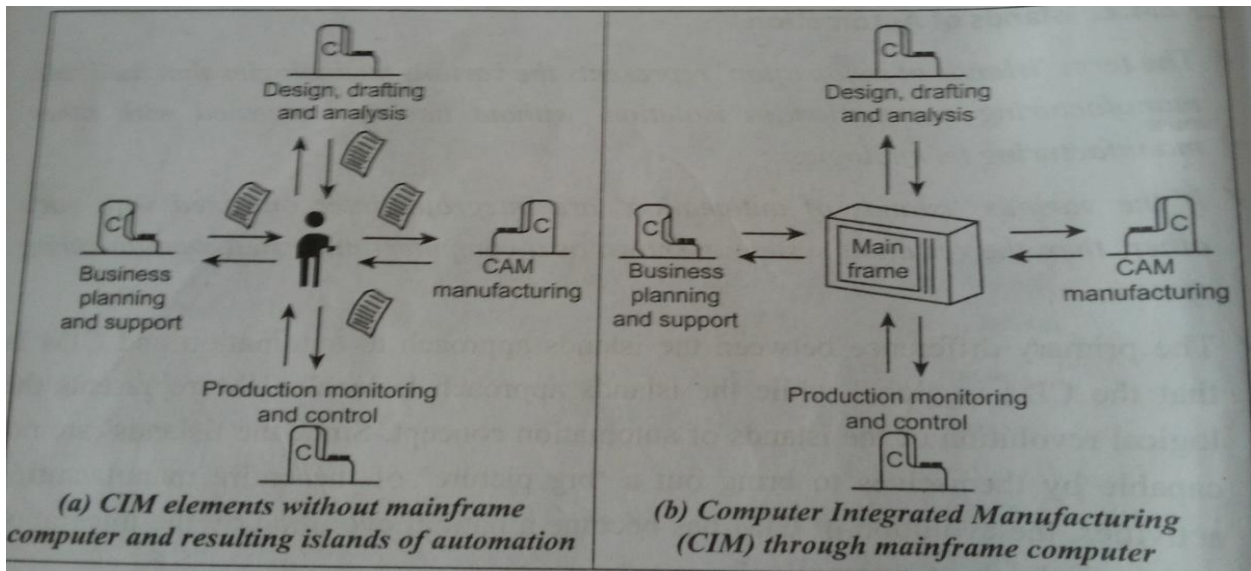 C
Design, drafting
and analysis
C
Business
planning
and support
C
CAM
manufacturing
Production monitoring
and control
C
(a) CIM elements without mainframe
computer and resulting islands of automation
C
Design, drafting
and analysis
C
Business
planning
and support
Main
frame
C
CAM
manufacturing
Production monitoring
and control
C
(b) Computer Integrated Manufacturing
(CIM) through mainframe computer